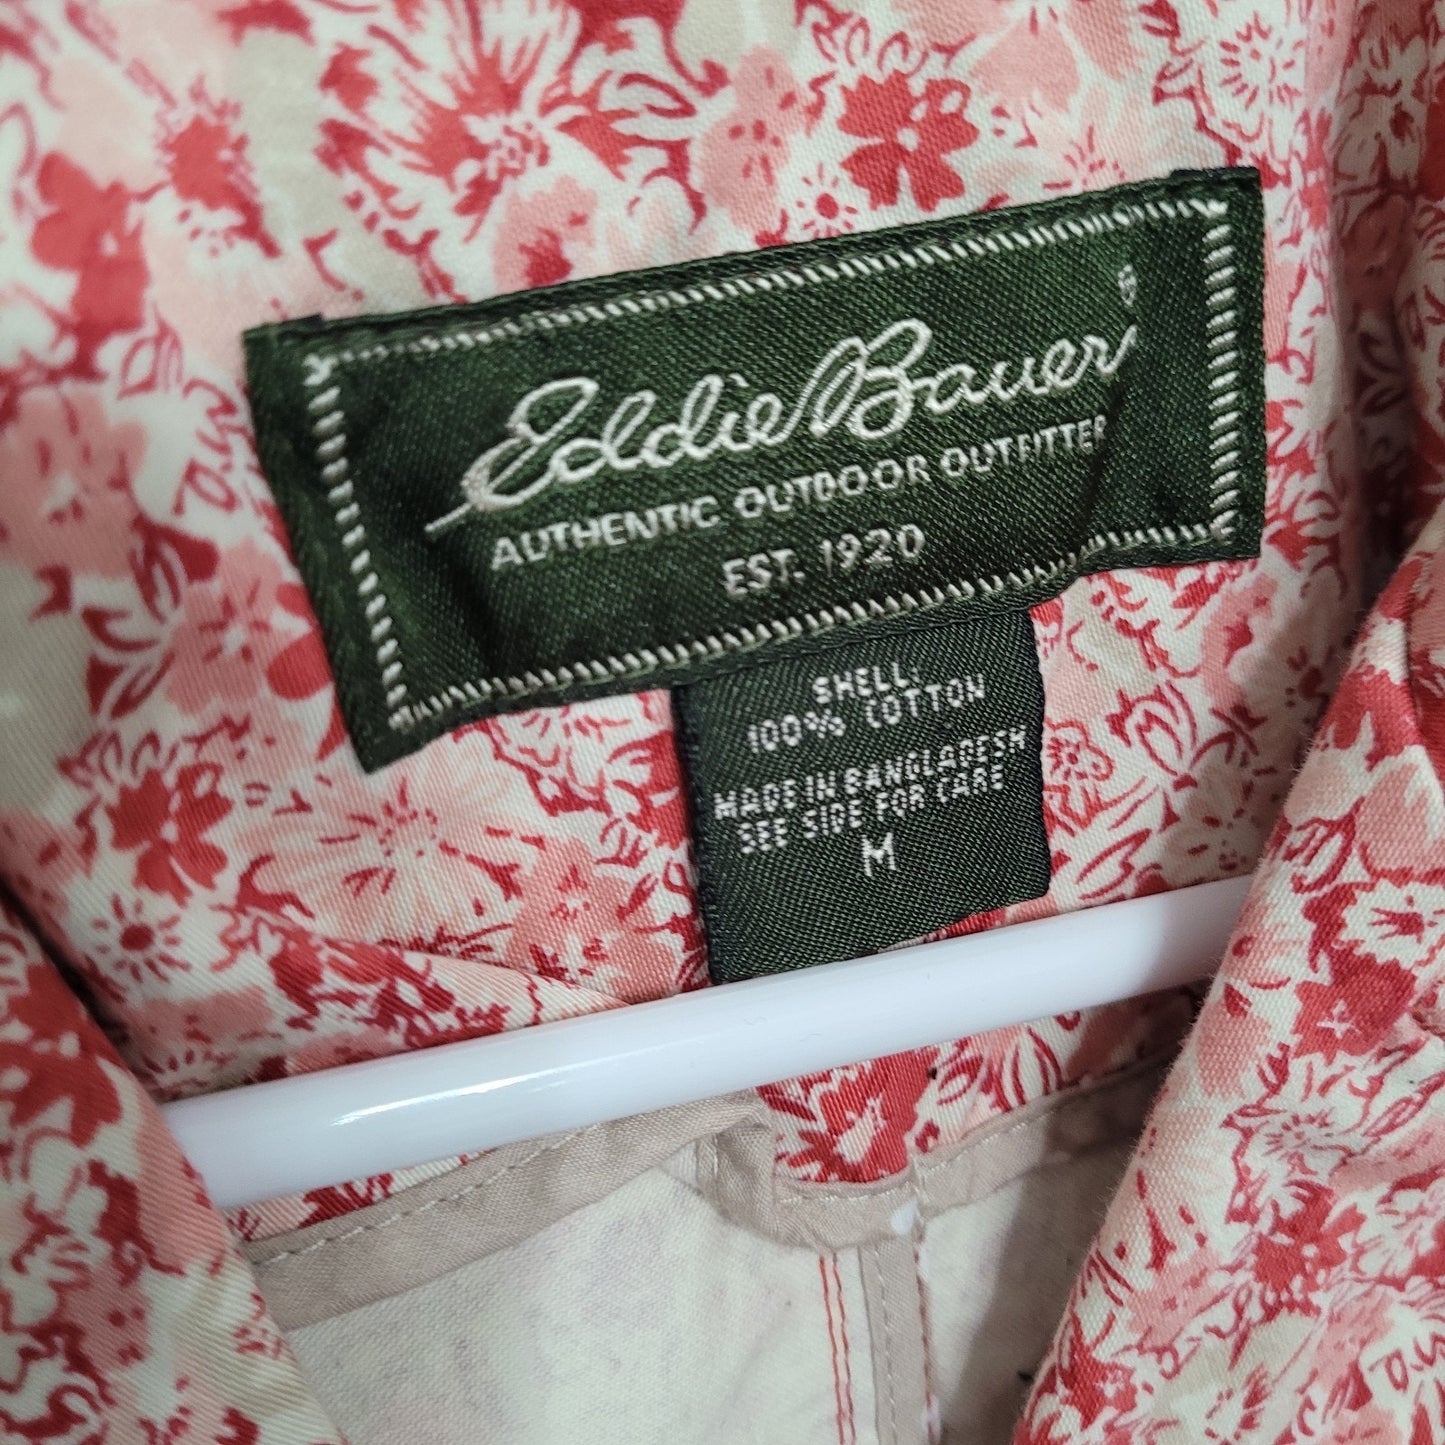 Eddie Bauer ®
AUTHENTIC OUTDOOR OUTFITTER
EST. 1920
SHELL:
100% COTTON
MADE IN BANGLADESH
SEE SIDE FOR CARE
M